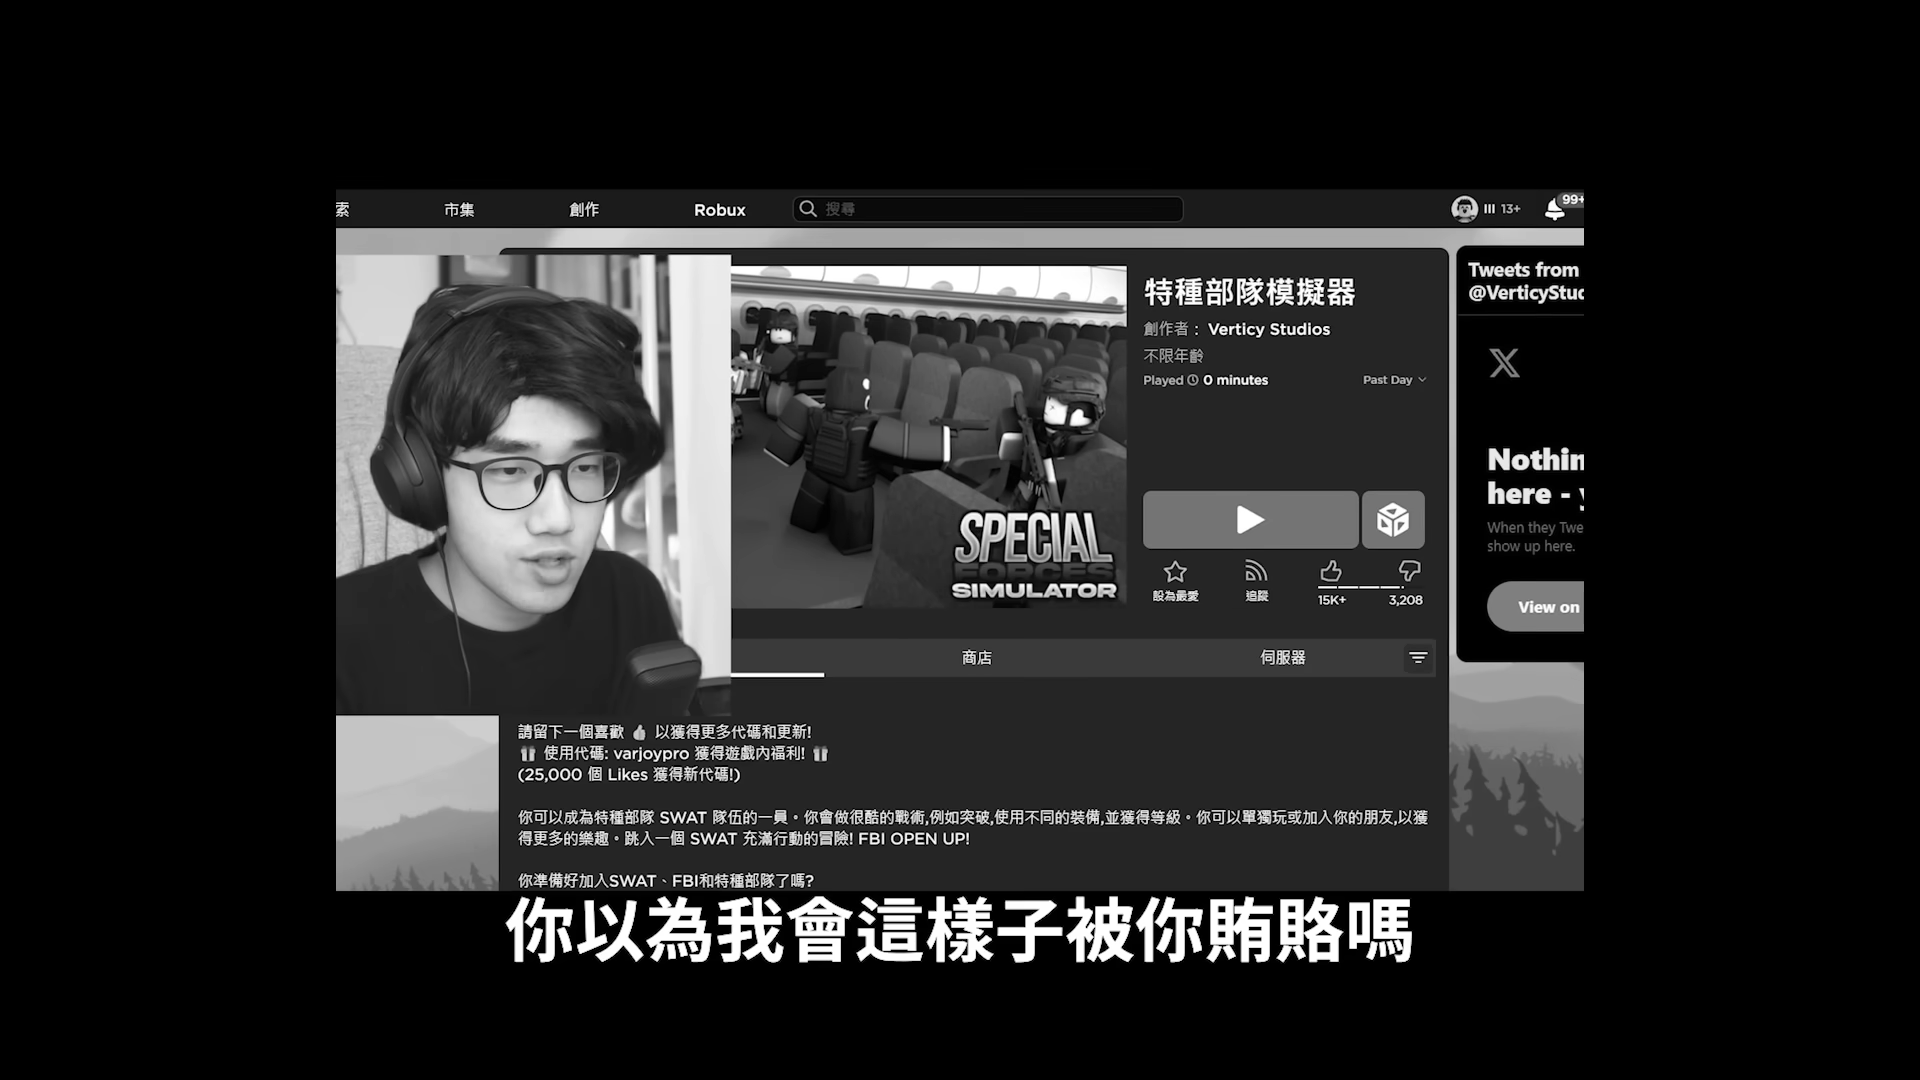 索 市集 創作 Robux 搜尋 III 13+ 99+
特種部隊模擬器
創作者： Verticy Studios
不限年齡
Played 0 minutes Past Day
SPECIAL
FORCES
SIMULATOR
設為最愛 追蹤 15K+ 3,208
商店 伺服器
請留下一個喜歡 👍 以獲得更多代碼和更新!
🎁 使用代碼: varjoypro 獲得遊戲內福利! 🎁
(25,000 個 Likes 獲得新代碼!)
你可以成為特種部隊 SWAT 隊伍的一員。你會做很酷的戰術,例如突破,使用不同的裝備,並獲得等級。你可以單獨玩或加入你的朋友,以獲
得更多的樂趣。跳入一個 SWAT 充滿行動的冒險! FBI OPEN UP!
你準備好加入SWAT、FBI和特種部隊了嗎?
Tweets from
@VerticyStud
X
Nothin
here - y
When they Twe
show up here.
View on
你以為我會這樣子被你賄賂嗎